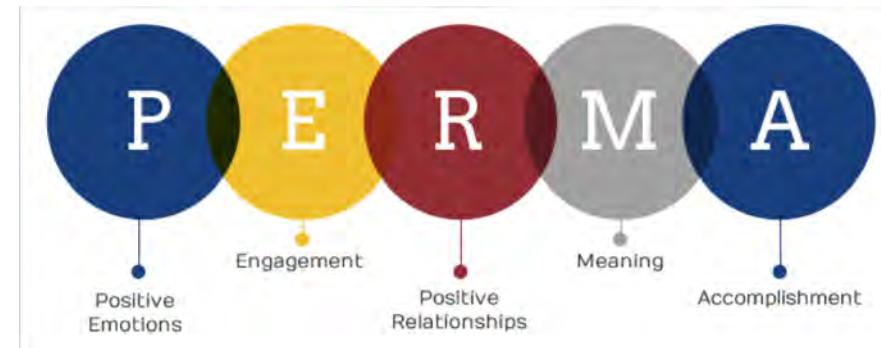 P E R M A
Engagement
Meaning
Positive
Emotions
Positive
Relationships
Accomplishment